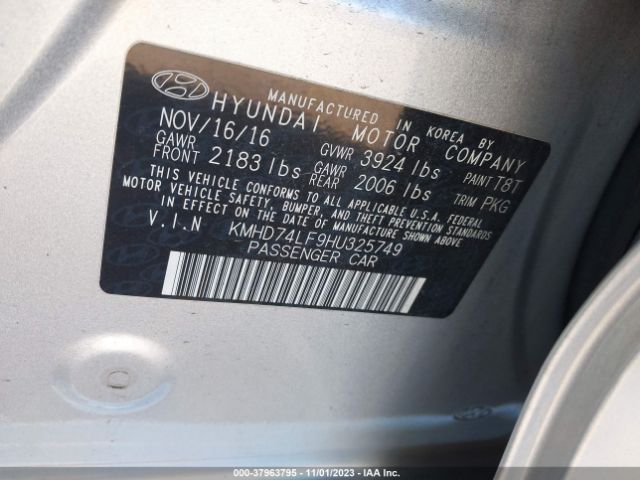 MANUFACTURED IN KOREA BY
HYUNDAI MOTOR COMPANY
NOV/16/16 GVWR 3924 lbs PAINT T8T
GAWR FRONT 2183 lbs GAWR REAR 2006 lbs TRIM PKG
THIS VEHICLE CONFORMS TO ALL APPLICABLE U.S.A. FEDERAL
MOTOR VEHICLE SAFETY, BUMPER, AND THEFT PREVENTION STANDARDS
IN EFFECT ON THE DATE OF MANUFACTURE SHOWN ABOVE.
V.I.N KMHD74LF9HU325749
PASSENGER CAR
000-37963795 - 11/01/2023 - IAA Inc.